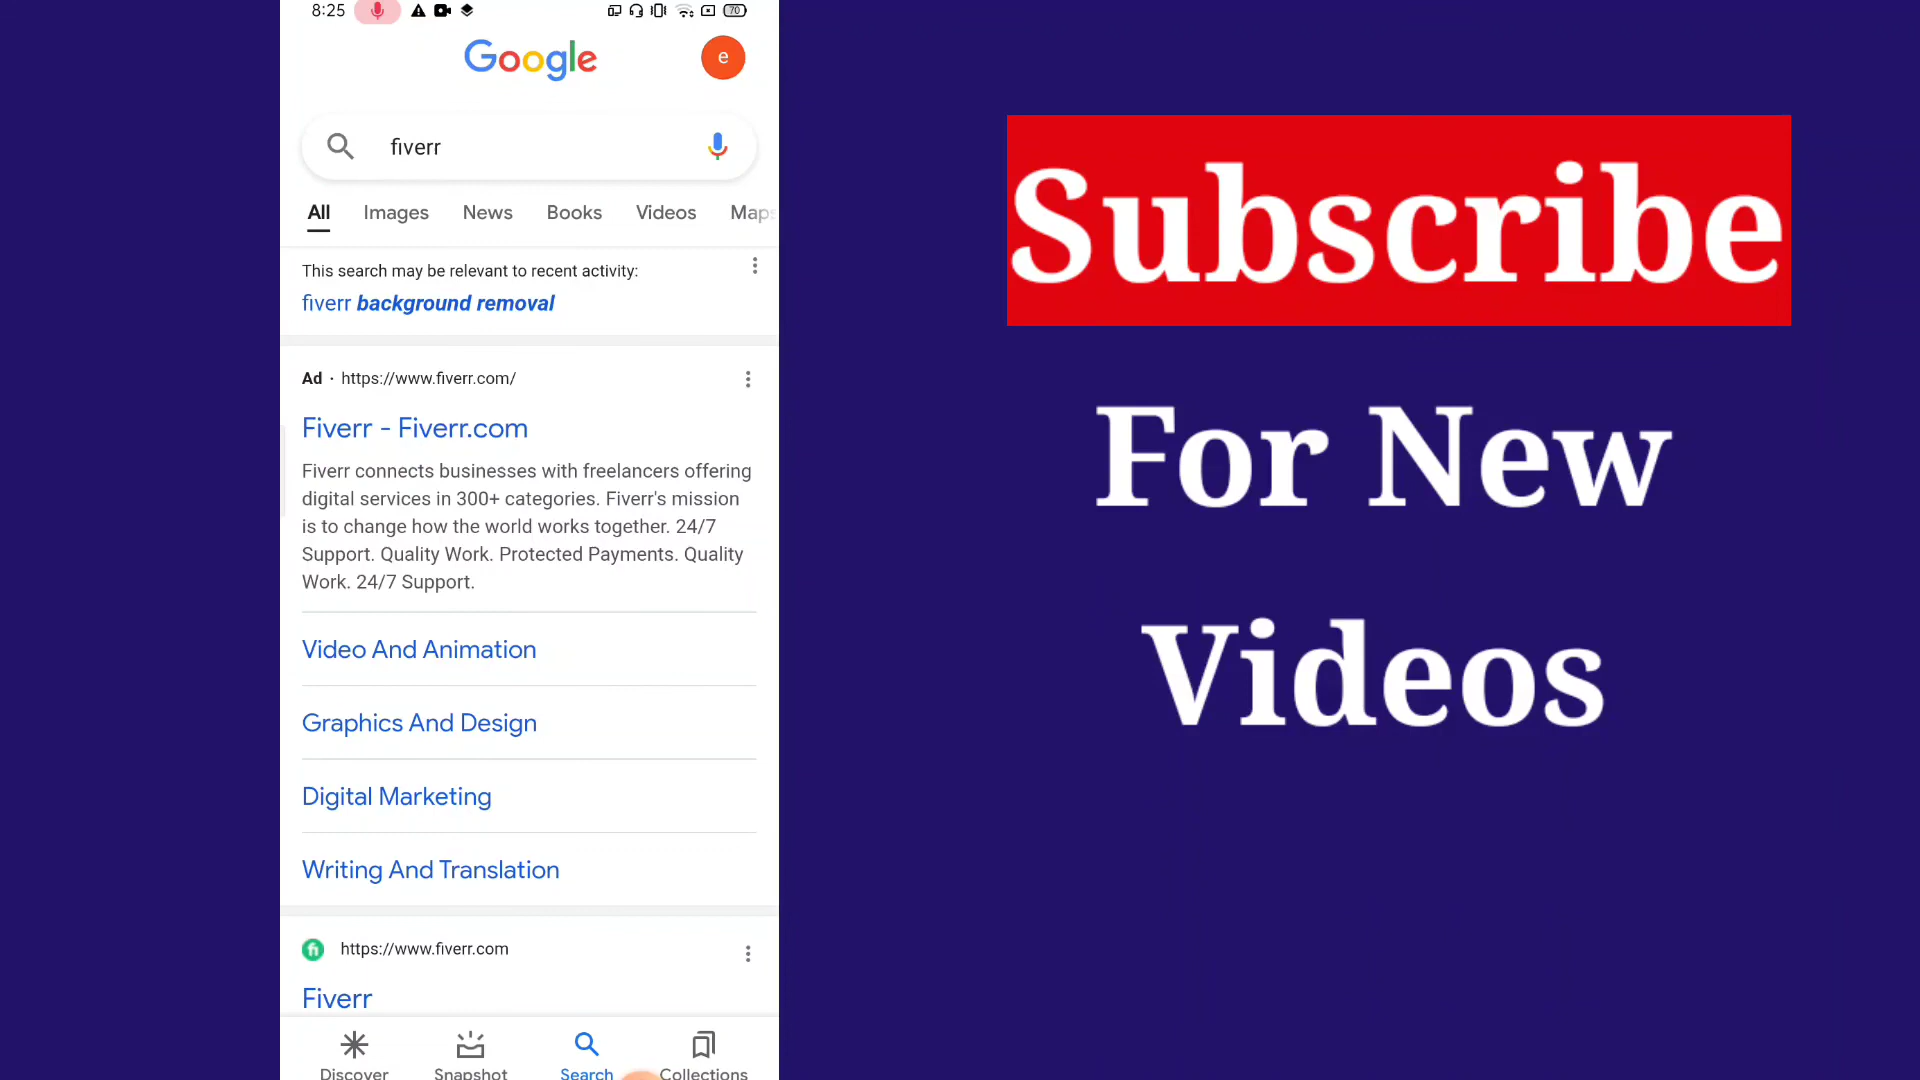 8:25
70
Google
e
fiverr
All Images News Books Videos Maps
This search may be relevant to recent activity:
fiverr background removal
Ad · https://www.fiverr.com/
Fiverr - Fiverr.com
Fiverr connects businesses with freelancers offering
digital services in 300+ categories. Fiverr's mission
is to change how the world works together. 24/7
Support. Quality Work. Protected Payments. Quality
Work. 24/7 Support.
Video And Animation
Graphics And Design
Digital Marketing
Writing And Translation
fi
https://www.fiverr.com
Fiverr
Discover Snapshot Search Collections
Subscribe
For New
Videos